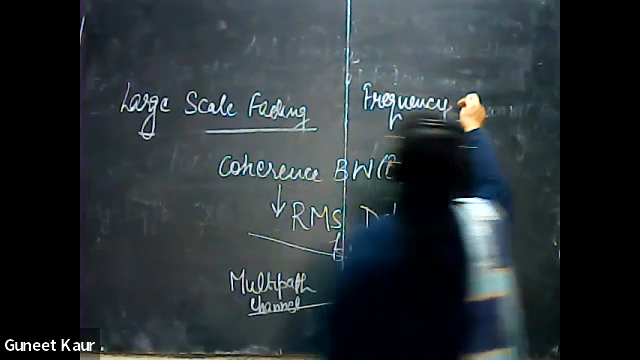 Large Scale Fading
Frequency
Coherence BW
RMS
Multipath
Channel
Guneet Kaur